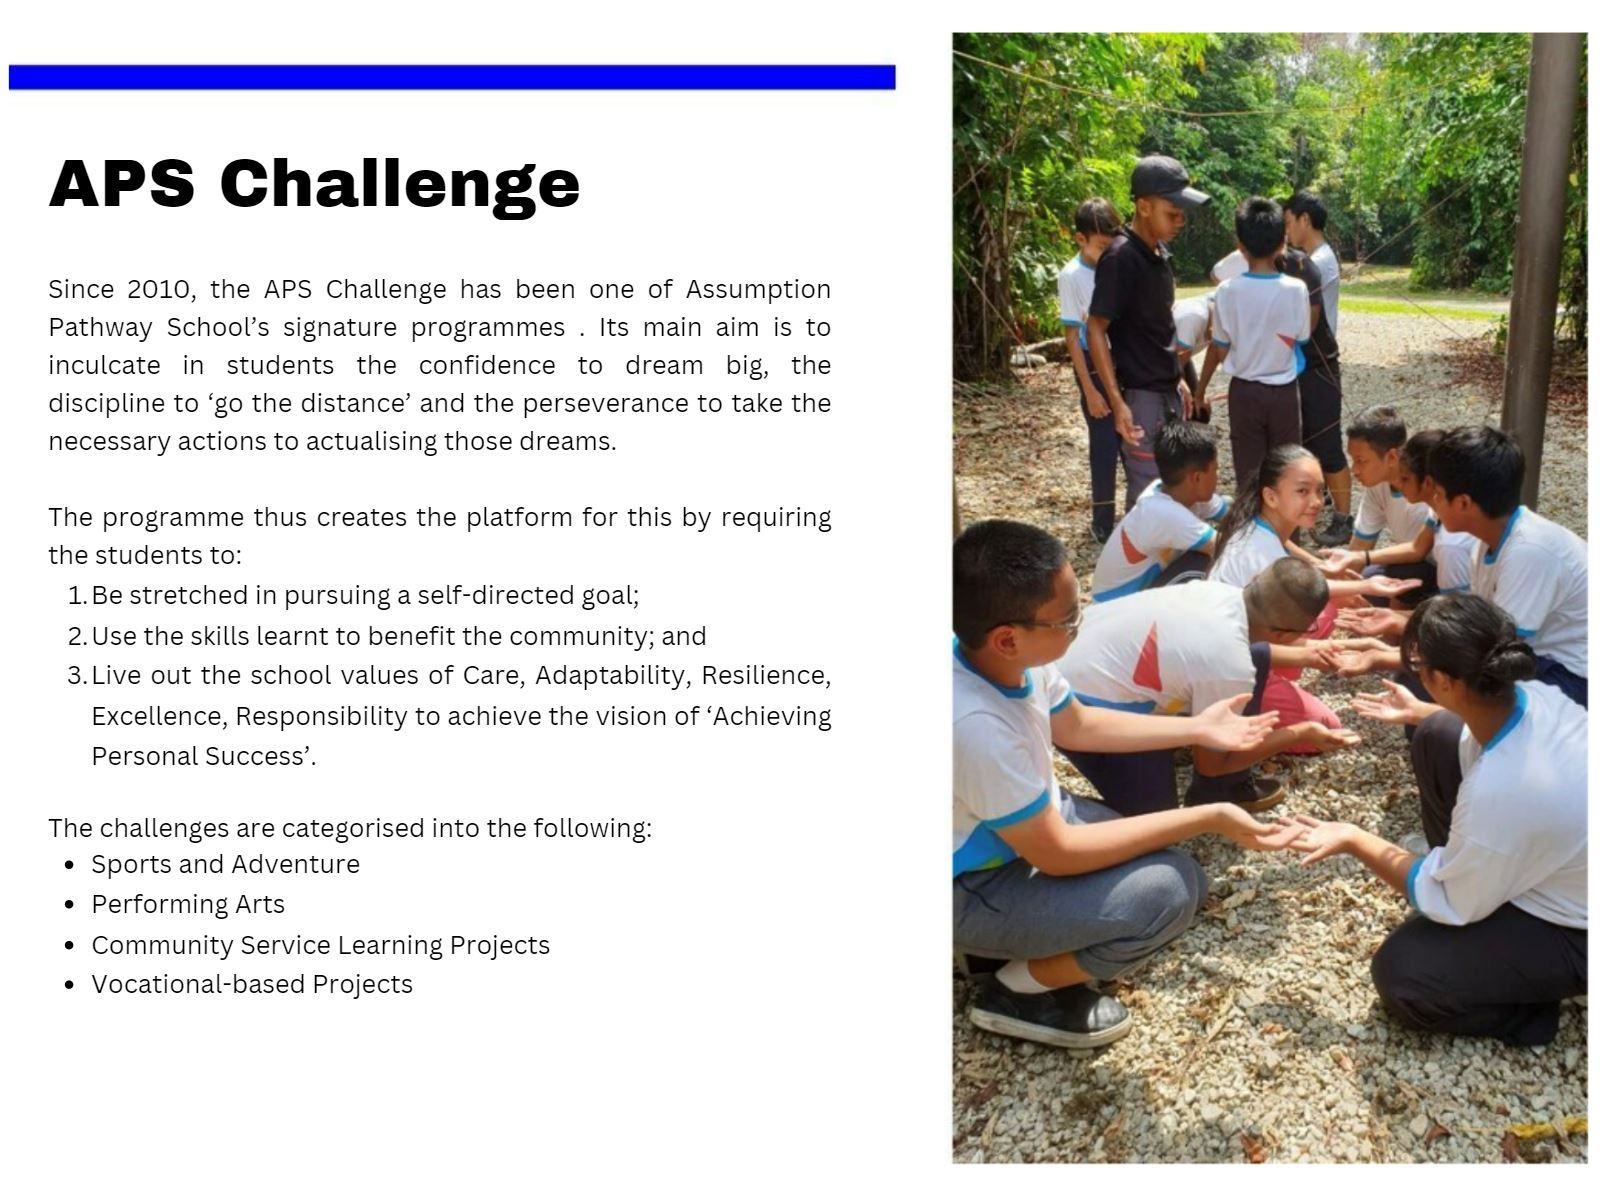 APS Challenge
Since 2010, the APS Challenge has been one of Assumption
Pathway School’s signature programmes . Its main aim is to
inculcate in students the confidence to dream big, the
discipline to ‘go the distance’ and the perseverance to take the
necessary actions to actualising those dreams.
The programme thus creates the platform for this by requiring
the students to:
1. Be stretched in pursuing a self-directed goal;
2. Use the skills learnt to benefit the community; and
3. Live out the school values of Care, Adaptability, Resilience,
Excellence, Responsibility to achieve the vision of ‘Achieving
Personal Success’.
The challenges are categorised into the following:
• Sports and Adventure
• Performing Arts
• Community Service Learning Projects
• Vocational-based Projects